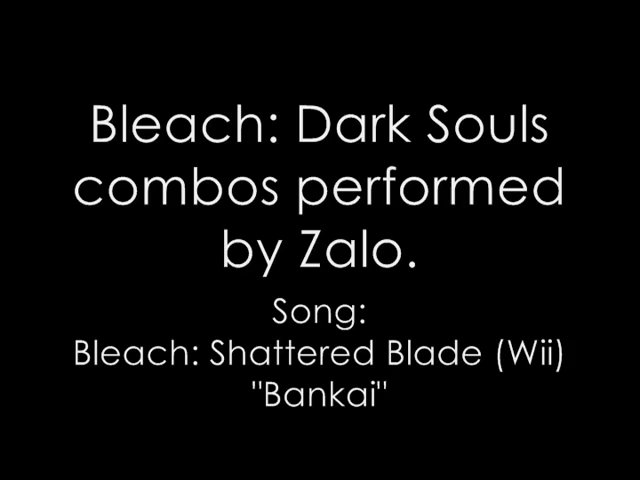 Bleach: Dark Souls
combos performed
by Zalo.
Song:
Bleach: Shattered Blade (Wii)
"Bankai"